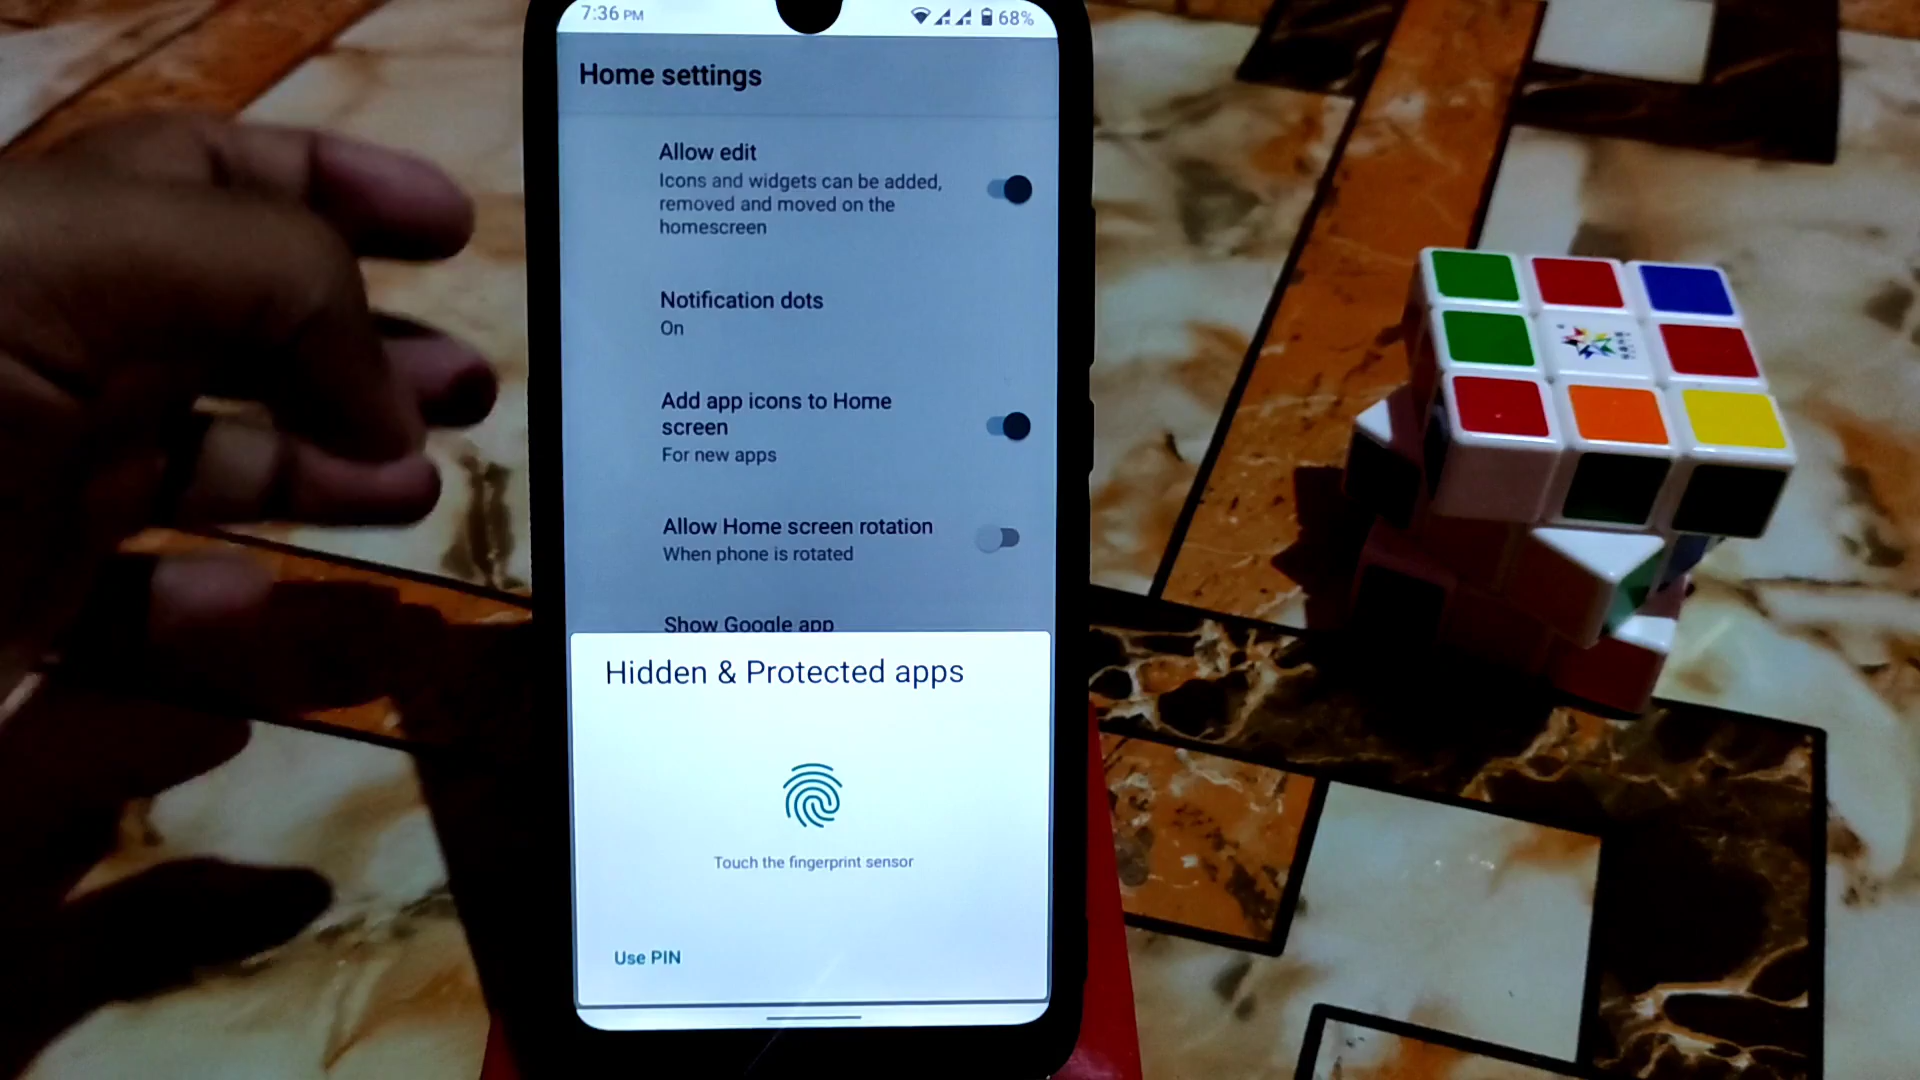 7:36 PM
68%
Home settings
Allow edit
Icons and widgets can be added,
removed and moved on the
homescreen
Notification dots
On
Add app icons to Home
screen
For new apps
Allow Home screen rotation
When phone is rotated
Show Google app
Hidden & Protected apps
Touch the fingerprint sensor
Use PIN